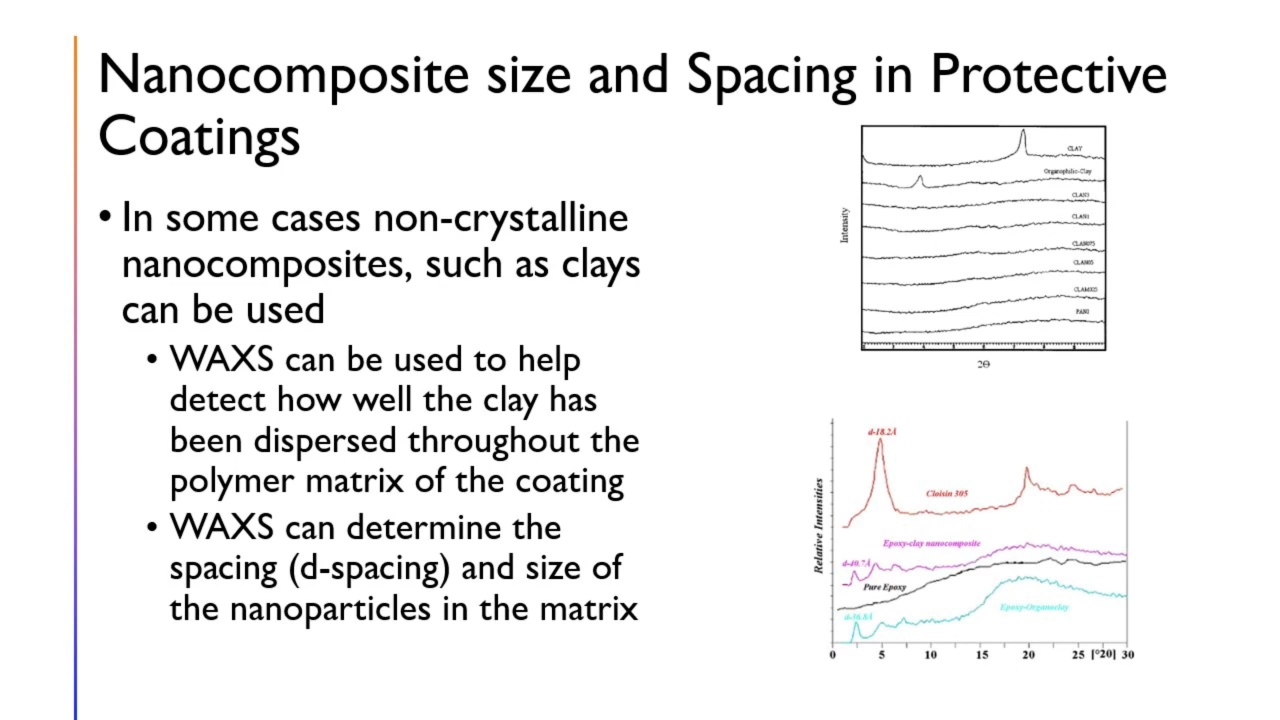 Nanocomposite size and Spacing in Protective
Coatings
• In some cases non-crystalline
nanocomposites, such as clays
can be used
• WAXS can be used to help
detect how well the clay has
been dispersed throughout the
polymer matrix of the coating
• WAXS can determine the
spacing (d-spacing) and size of
the nanoparticles in the matrix
CLAY
Organophilic-Clay
Intensity
2Θ
d-18.2Å
Cloisin 305
Epoxy-clay nanocomposite
d-40.7Å
Pure Epoxy
Epoxy-Organoclay
Relative Intensities
0 5 10 15 20 25 [°2θ] 30